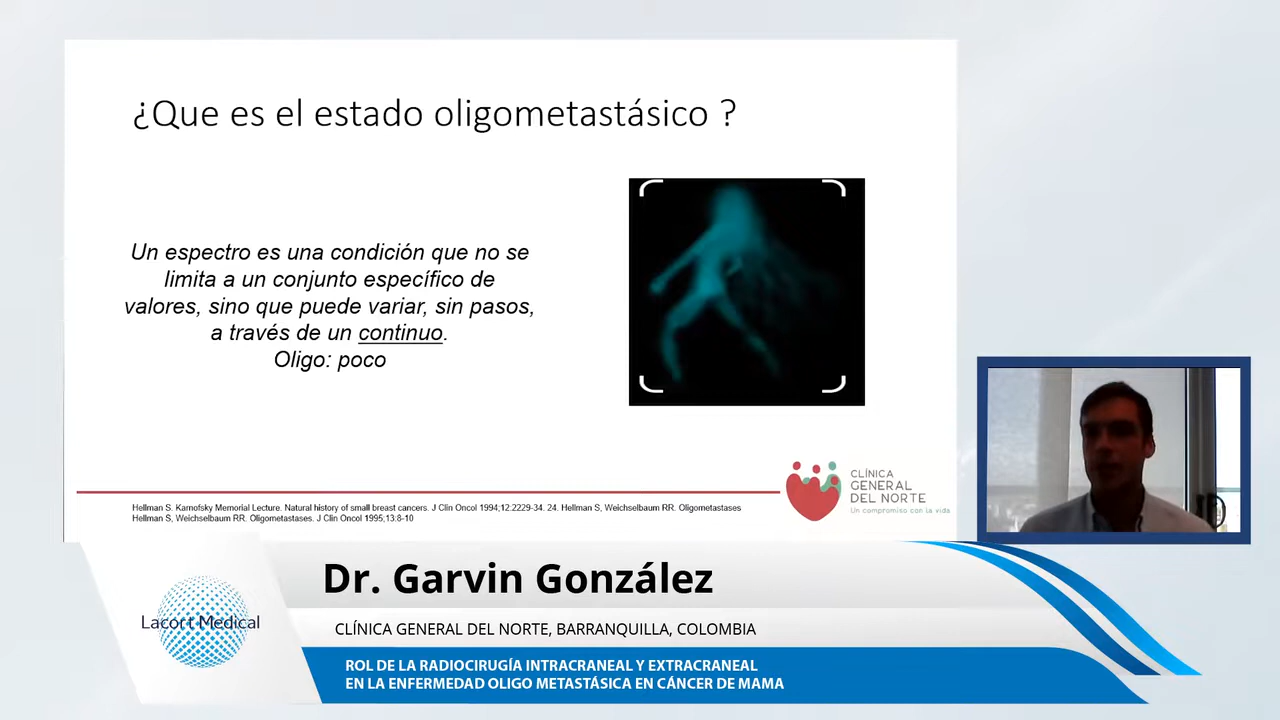 ¿Que es el estado oligometastásico ?
Un espectro es una condición que no se
limita a un conjunto específico de
valores, sino que puede variar, sin pasos,
a través de un continuo.
Oligo: poco
CLÍNICA
GENERAL
DEL NORTE
Un compromiso con la vida
Hellman S. Karnofsky Memorial Lecture. Natural history of small breast cancers. J Clin Oncol 1994;12:2229-34. 24. Hellman S, Weichselbaum RR. Oligometastases
Hellman S, Weichselbaum RR. Oligometastases. J Clin Oncol 1995;13:8-10
Lacort Medical
Dr. Garvin González
CLÍNICA GENERAL DEL NORTE, BARRANQUILLA, COLOMBIA
ROL DE LA RADIOCIRUGÍA INTRACRANEAL Y EXTRACRANEAL
EN LA ENFERMEDAD OLIGO METASTÁSICA EN CÁNCER DE MAMA